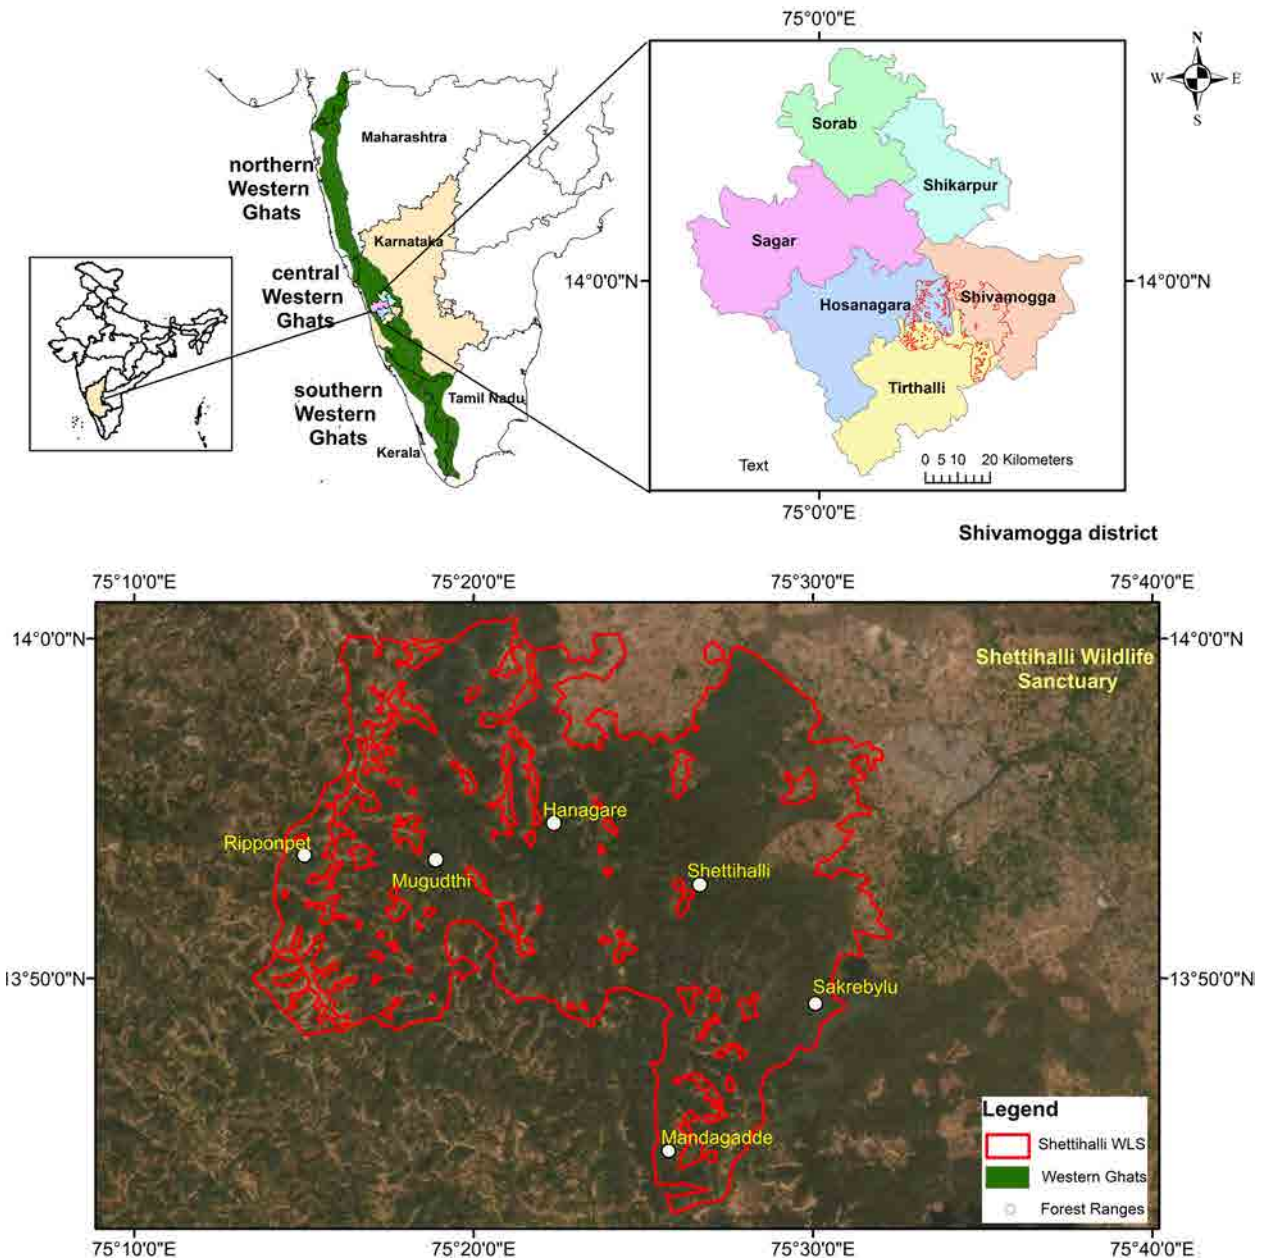 75°0'0"E
N
W
E
S
Maharashtra
northern
Western
Ghats
Karnataka
central
Western
Ghats
southern
Western
Ghats
Tamil Nadu
Kerala
Sorab
Shikarpur
Sagar
14°0'0"N
14°0'0"N
Hosanagara
Shivamogga
Tirthalli
Text
0 5 10 20 Kilometers
75°0'0"E
Shivamogga district
75°10'0"E
75°20'0"E
75°30'0"E
75°40'0"E
14°0'0"N
14°0'0"N
Shettihalli Wildlife
Sanctuary
Hanagare
Ripponpet
Mugudthi
Shettihalli
13°50'0"N
13°50'0"N
Sakrebylu
Mandagadde
Legend
Shettihalli WLS
Western Ghats
Forest Ranges
75°10'0"E
75°20'0"E
75°30'0"E
75°40'0"E